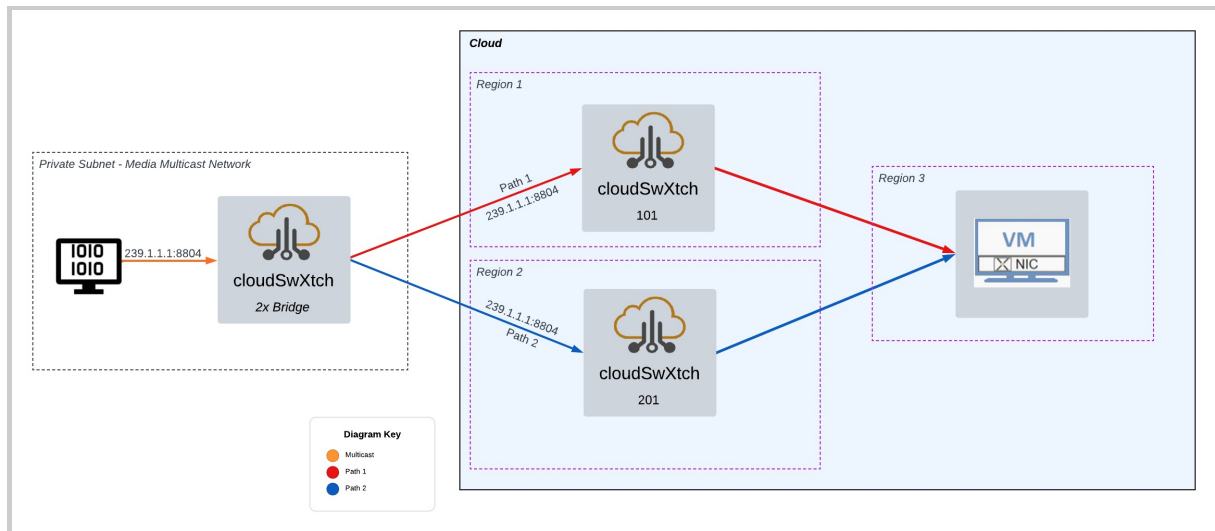 Cloud
Region 1
cloudSwXtch
101
Path 1
239.1.1.1:8804
Private Subnet - Media Multicast Network
1010
1010
239.1.1.1:8804
cloudSwXtch
2x Bridge
Region 3
VM
NIC
Region 2
239.1.1.1:8804
Path 2
cloudSwXtch
201
Diagram Key
Multicast
Path 1
Path 2